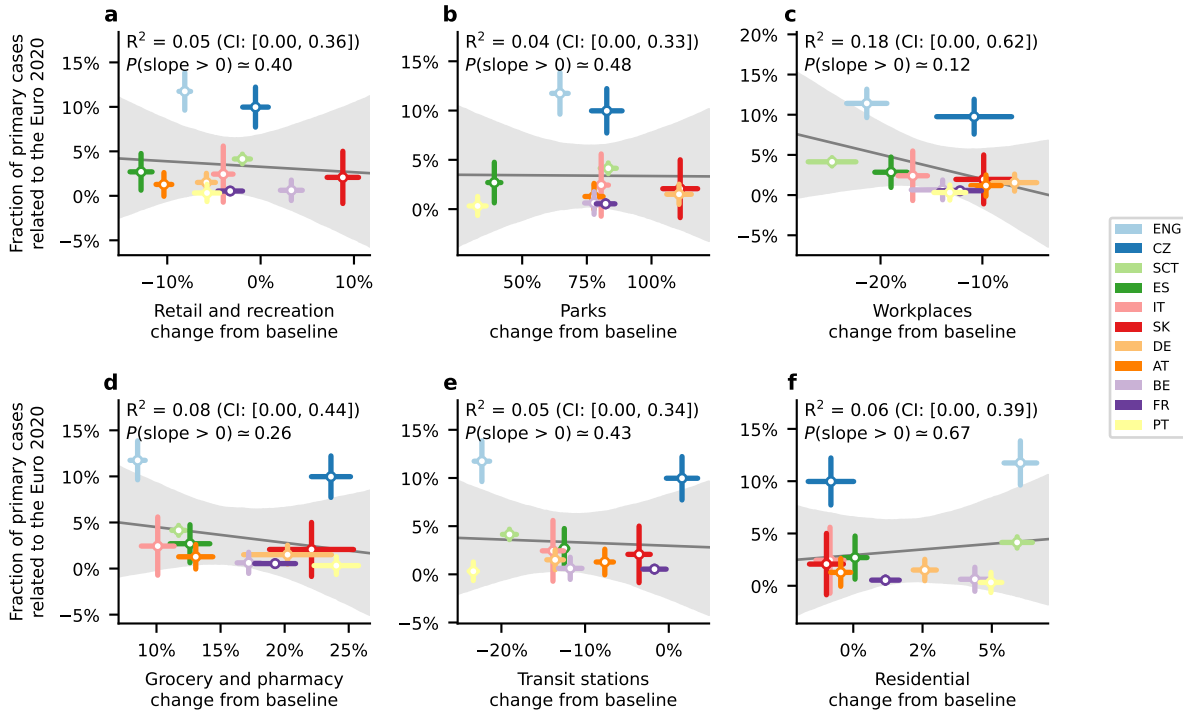 a
R² = 0.05 (CI: [0.00, 0.36])
P(slope > 0) ≃ 0.40
15%
10%
5%
0%
−5%
−10%
0%
10%
Fraction of primary cases
related to the Euro 2020
Retail and recreation
change from baseline
b
R² = 0.04 (CI: [0.00, 0.33])
P(slope > 0) ≃ 0.48
15%
10%
5%
0%
50%
75%
100%
Parks
change from baseline
c
20%
R² = 0.18 (CI: [0.00, 0.62])
P(slope > 0) ≃ 0.12
15%
10%
5%
0%
−5%
−20%
−10%
Workplaces
change from baseline
ENG
CZ
SCT
ES
IT
SK
DE
AT
BE
FR
PT
d
R² = 0.08 (CI: [0.00, 0.44])
P(slope > 0) ≃ 0.26
15%
10%
5%
0%
−5%
10%
15%
20%
25%
Fraction of primary cases
related to the Euro 2020
Grocery and pharmacy
change from baseline
e
R² = 0.05 (CI: [0.00, 0.34])
P(slope > 0) ≃ 0.43
15%
10%
5%
0%
−5%
−20%
−10%
0%
Transit stations
change from baseline
f
R² = 0.06 (CI: [0.00, 0.39])
P(slope > 0) ≃ 0.67
15%
10%
5%
0%
0%
2%
5%
Residential
change from baseline